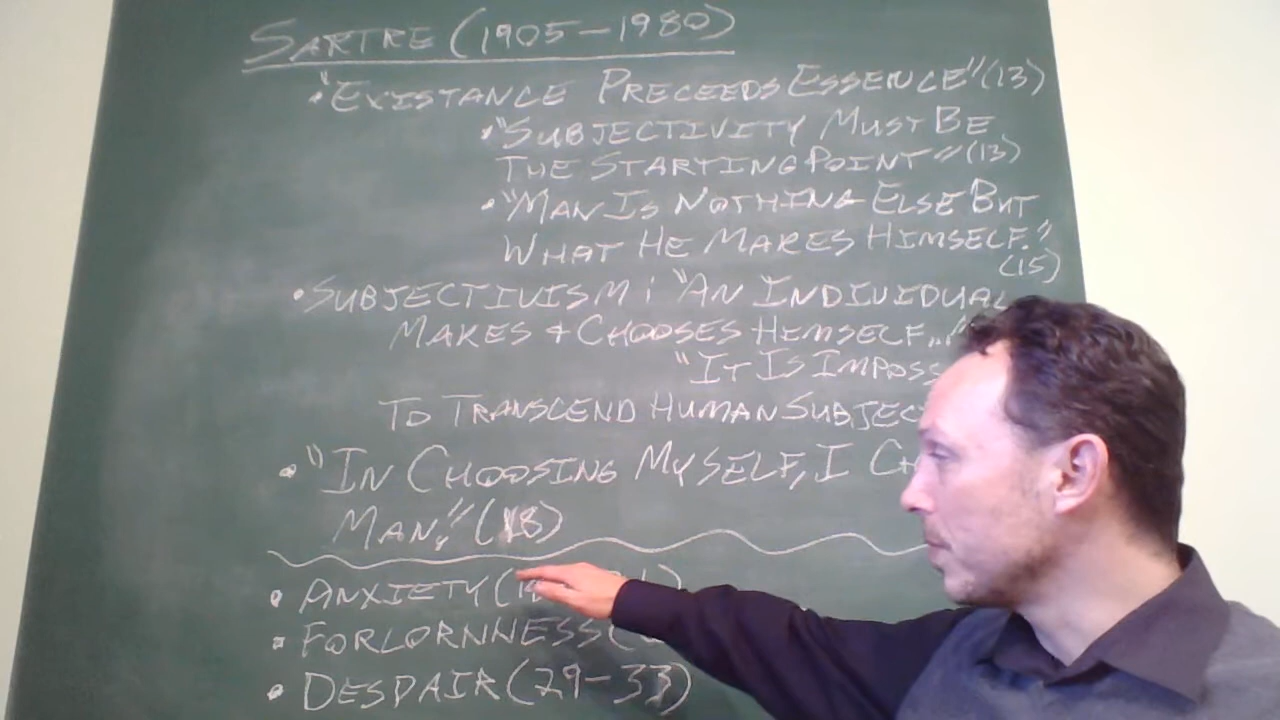 SARTRE (1905-1980)
• "EXISTANCE PRECEEDS ESSENCE" (13)
• "SUBJECTIVITY MUST BE
THE STARTING POINT" (13)
• "MAN IS NOTHING ELSE BUT
WHAT HE MAKES HIMSELF."
(15)
• SUBJECTIVISM: "AN INDIVIDUAL
MAKES + CHOOSES HEMSELF..."
"IT IS IMPOSS
TO TRANSCEND HUMAN SUBJEC
• "IN CHOOSING MYSELF, I CH
MAN." (18)
• ANXIETY (
• FORLORNNESS (
• DESPAIR (29-33)